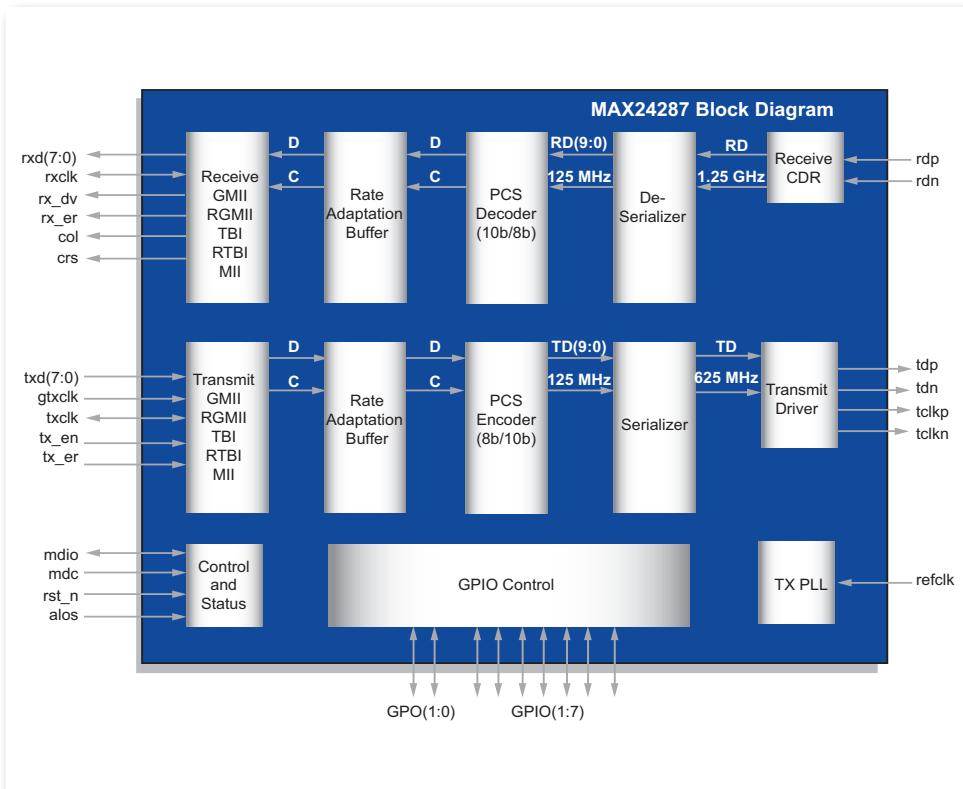 MAX24287 Block Diagram
rxd(7:0)
rxclk
rx_dv
rx_er
col
crs
Receive
GMII
RGMII
TBI
RTBI
MII
D
C
Rate
Adaptation
Buffer
D
C
PCS
Decoder
(10b/8b)
RD(9:0)
125 MHz
De-
Serializer
RD
1.25 GHz
Receive
CDR
rdp
rdn
txd(7:0)
gtxclk
txclk
tx_en
tx_er
Transmit
GMII
RGMII
TBI
RTBI
MII
D
C
Rate
Adaptation
Buffer
D
C
PCS
Encoder
(8b/10b)
TD(9:0)
125 MHz
Serializer
TD
625 MHz
Transmit
Driver
tdp
tdn
tclkp
tclkn
mdio
mdc
rst_n
alos
Control
and
Status
GPIO Control
TX PLL
refclk
GPO(1:0)
GPIO(1:7)